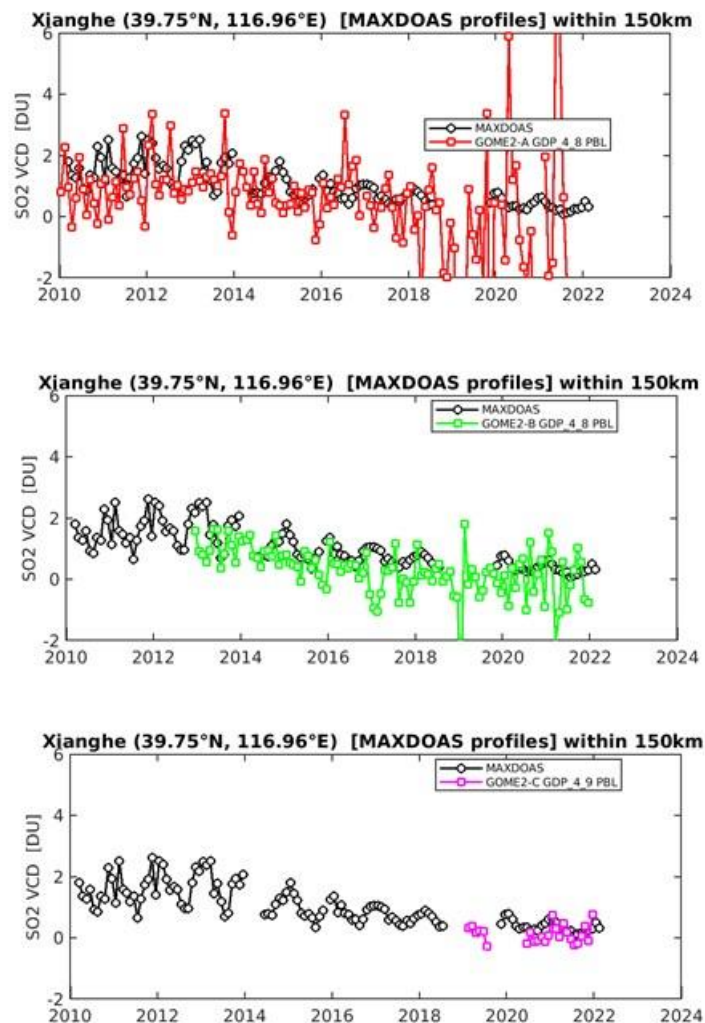 Xianghe (39.75°N, 116.96°E) [MAXDOAS profiles] within 150km
SO2 VCD [DU]
6
4
2
0
-2
MAXDOAS
GOME2-A GDP_4_8 PBL
2010 2012 2014 2016 2018 2020 2022 2024
Xianghe (39.75°N, 116.96°E) [MAXDOAS profiles] within 150km
SO2 VCD [DU]
6
4
2
0
-2
MAXDOAS
GOME2-B GDP_4_8 PBL
2010 2012 2014 2016 2018 2020 2022 2024
Xianghe (39.75°N, 116.96°E) [MAXDOAS profiles] within 150km
SO2 VCD [DU]
6
4
2
0
-2
MAXDOAS
GOME2-C GDP_4_9 PBL
2010 2012 2014 2016 2018 2020 2022 2024